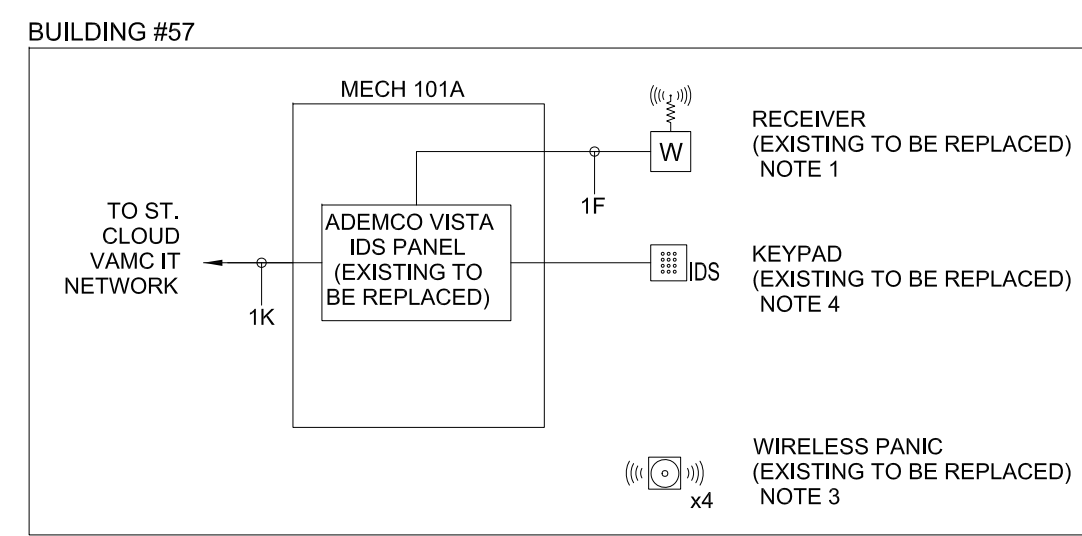 BUILDING #57
MECH 101A
TO ST.
CLOUD
VAMC IT
NETWORK
1K
ADEMCO VISTA
IDS PANEL
(EXISTING TO
BE REPLACED)
1F
W
RECEIVER
(EXISTING TO BE REPLACED)
NOTE 1
IDS
KEYPAD
(EXISTING TO BE REPLACED)
NOTE 4
x4
WIRELESS PANIC
(EXISTING TO BE REPLACED)
NOTE 3